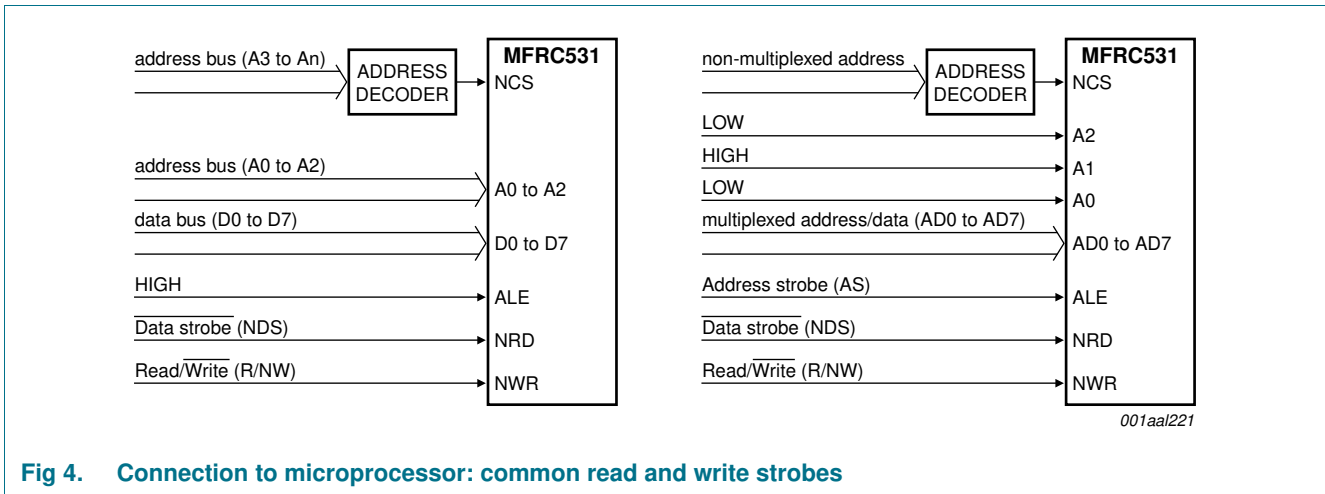 address bus (A3 to An)
ADDRESS
DECODER
MFRC531
NCS
address bus (A0 to A2)
A0 to A2
data bus (D0 to D7)
D0 to D7
HIGH
ALE
Data strobe (NDS)
NRD
Read/Write (R/NW)
NWR
non-multiplexed address
ADDRESS
DECODER
MFRC531
NCS
LOW
A2
HIGH
A1
LOW
A0
multiplexed address/data (AD0 to AD7)
AD0 to AD7
Address strobe (AS)
ALE
Data strobe (NDS)
NRD
Read/Write (R/NW)
NWR
001aal221
Fig 4. Connection to microprocessor: common read and write strobes